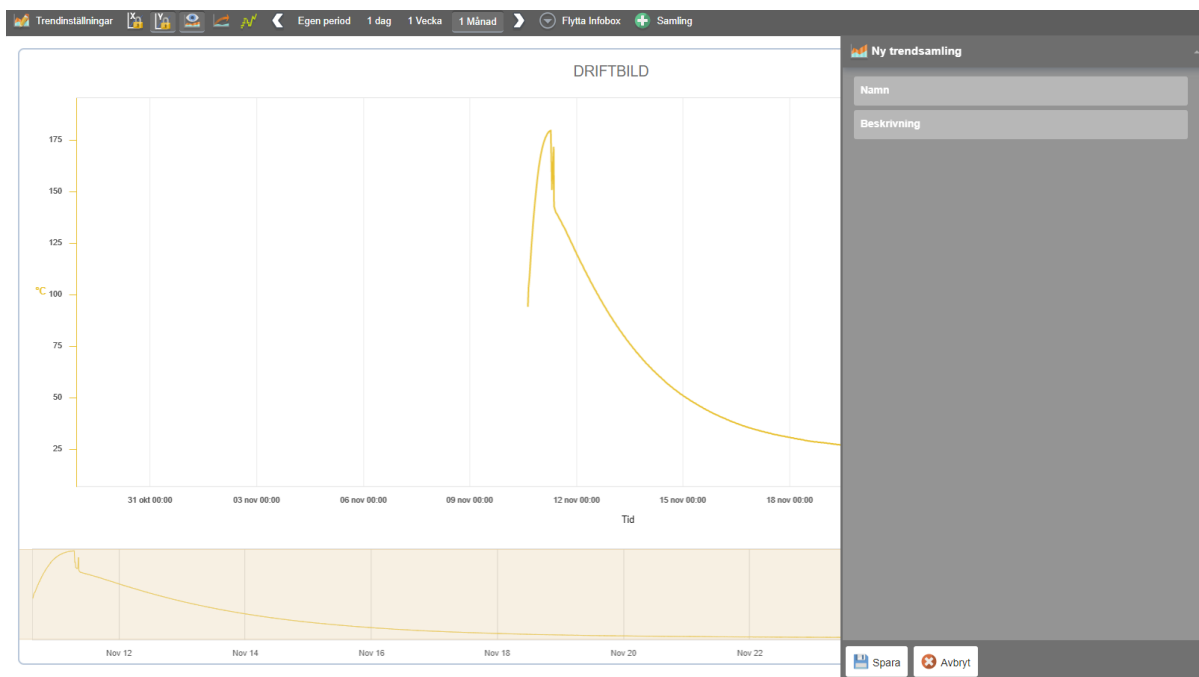 Trendinställningar X Y Egen period 1 dag 1 Vecka 1 Månad Flytta Infobox Samling
Ny trendsamling
DRIFTBILD
Namn
Beskrivning
175
150
125
°C 100
75
50
25
31 okt 00:00 03 nov 00:00 06 nov 00:00 09 nov 00:00 12 nov 00:00 15 nov 00:00 18 nov 00:00
Tid
Nov 12 Nov 14 Nov 16 Nov 18 Nov 20 Nov 22
Spara Avbryt